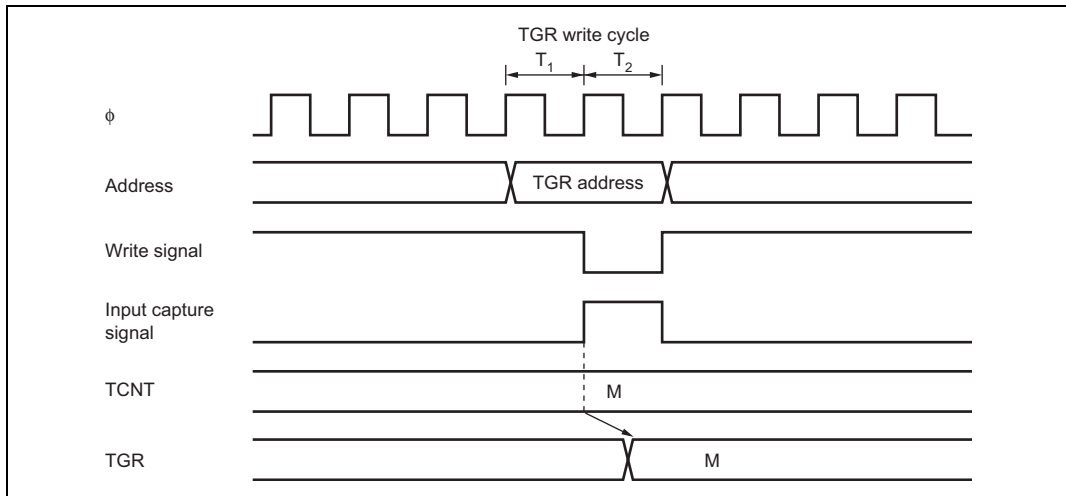 TGR write cycle
T1 T2
ϕ
Address
TGR address
Write signal
Input capture
signal
TCNT
M
TGR
M